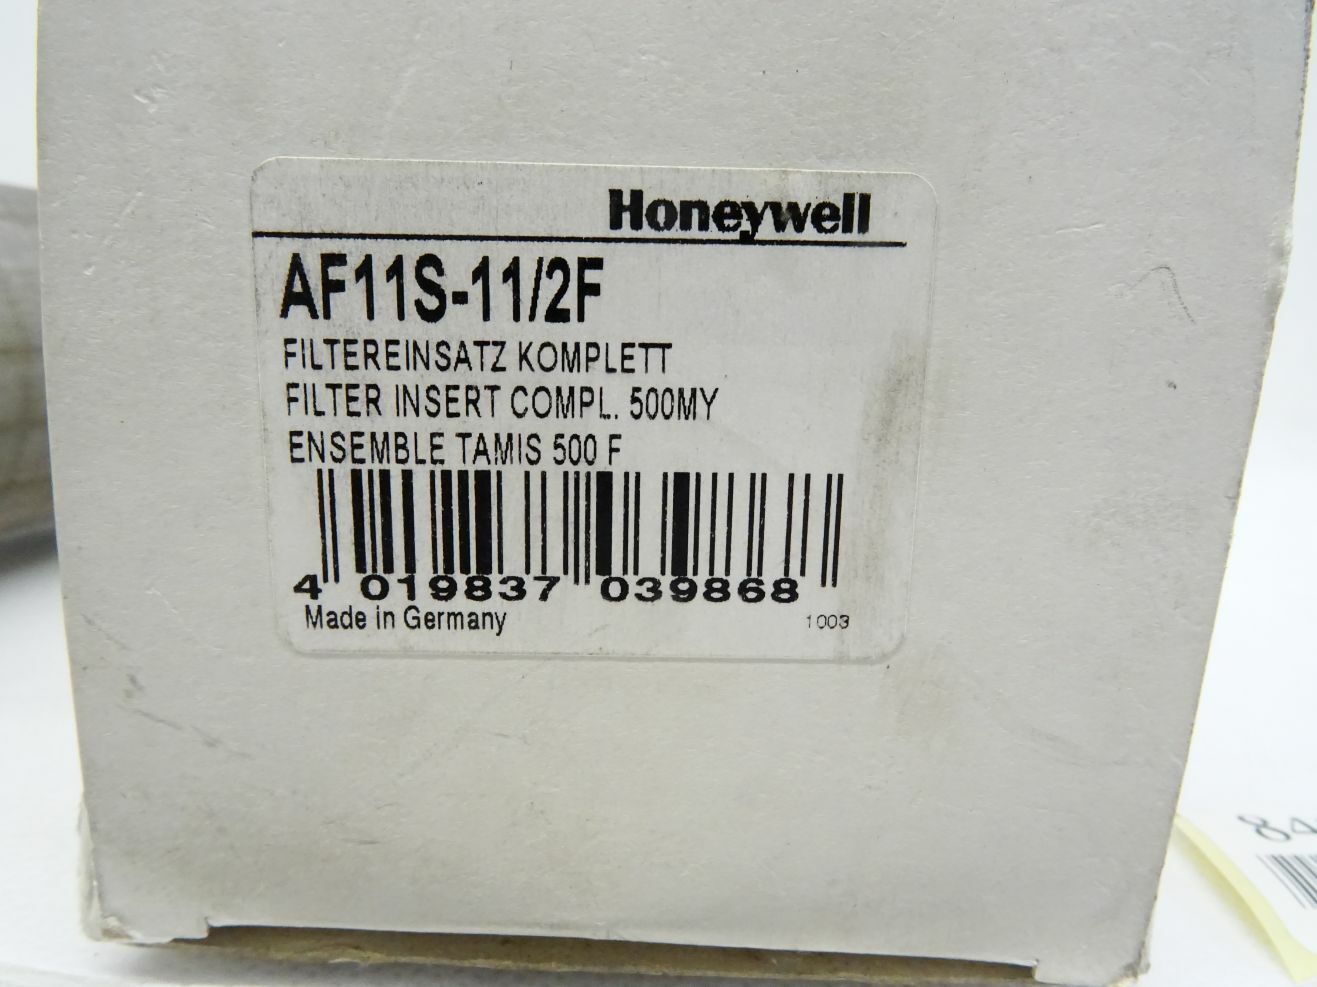 Honeywell
AF11S-11/2F
FILTEREINSATZ KOMPLETT
FILTER INSERT COMPL. 500MY
ENSEMBLE TAMIS 500 F
4 019837 039868
Made in Germany 1003